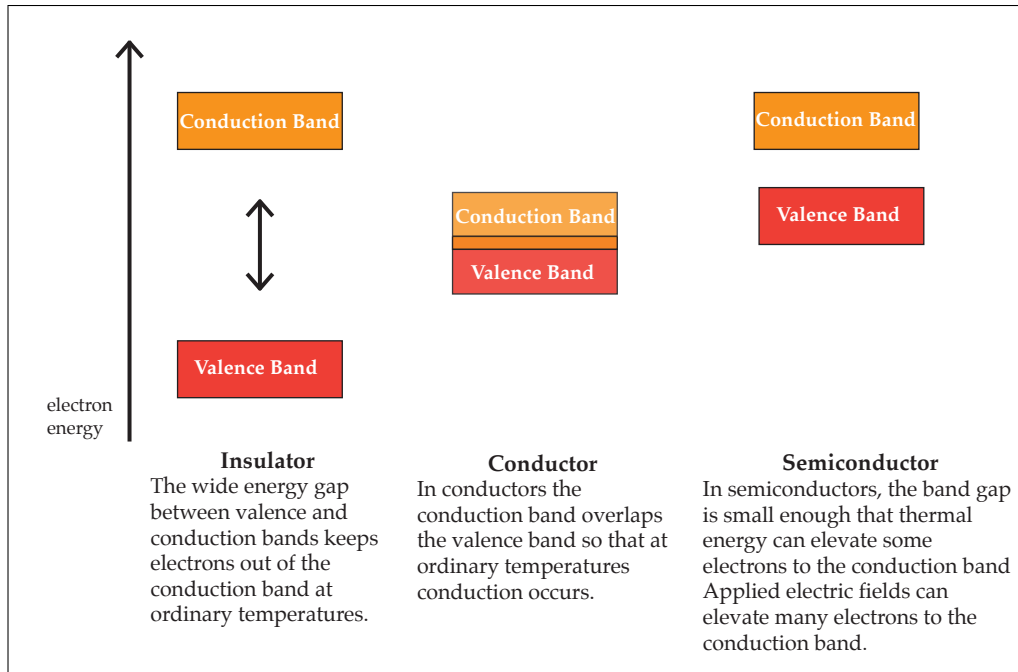 Conduction Band
Conduction Band
Conduction Band
Valence Band
Valence Band
Valence Band
electron
energy
Insulator
The wide energy gap
between valence and
conduction bands keeps
electrons out of the
conduction band at
ordinary temperatures.
Conductor
In conductors the
conduction band overlaps
the valence band so that at
ordinary temperatures
conduction occurs.
Semiconductor
In semiconductors, the band gap
is small enough that thermal
energy can elevate some
electrons to the conduction band
Applied electric fields can
elevate many electrons to the
conduction band.